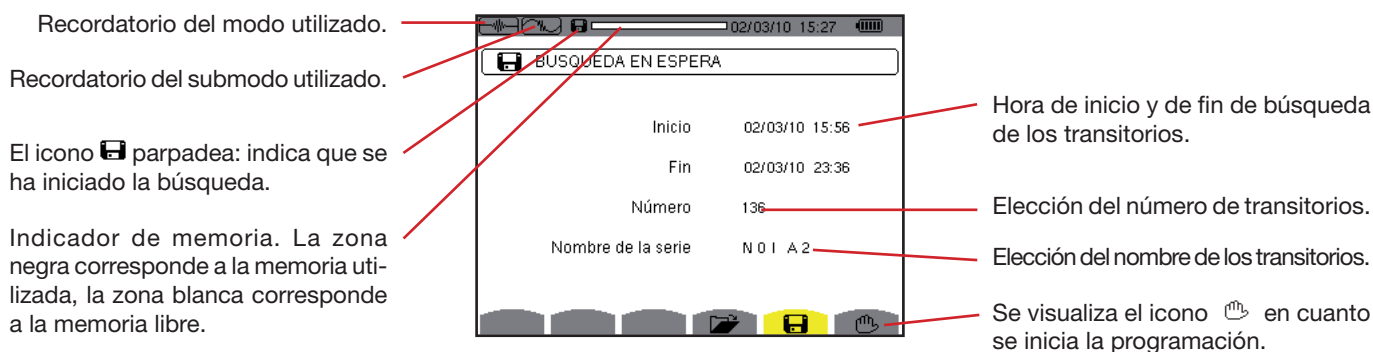 Recordatorio del modo utilizado.
Recordatorio del submodo utilizado.
El icono parpadea: indica que se
ha iniciado la búsqueda.
Indicador de memoria. La zona
negra corresponde a la memoria uti-
lizada, la zona blanca corresponde
a la memoria libre.
02/03/10 15:27
BUSQUEDA EN ESPERA
Inicio 02/03/10 15:56
Fin 02/03/10 23:36
Número 136
Nombre de la serie N 0 I A 2
Hora de inicio y de fin de búsqueda
de los transitorios.
Elección del número de transitorios.
Elección del nombre de los transitorios.
Se visualiza el icono en cuanto
se inicia la programación.